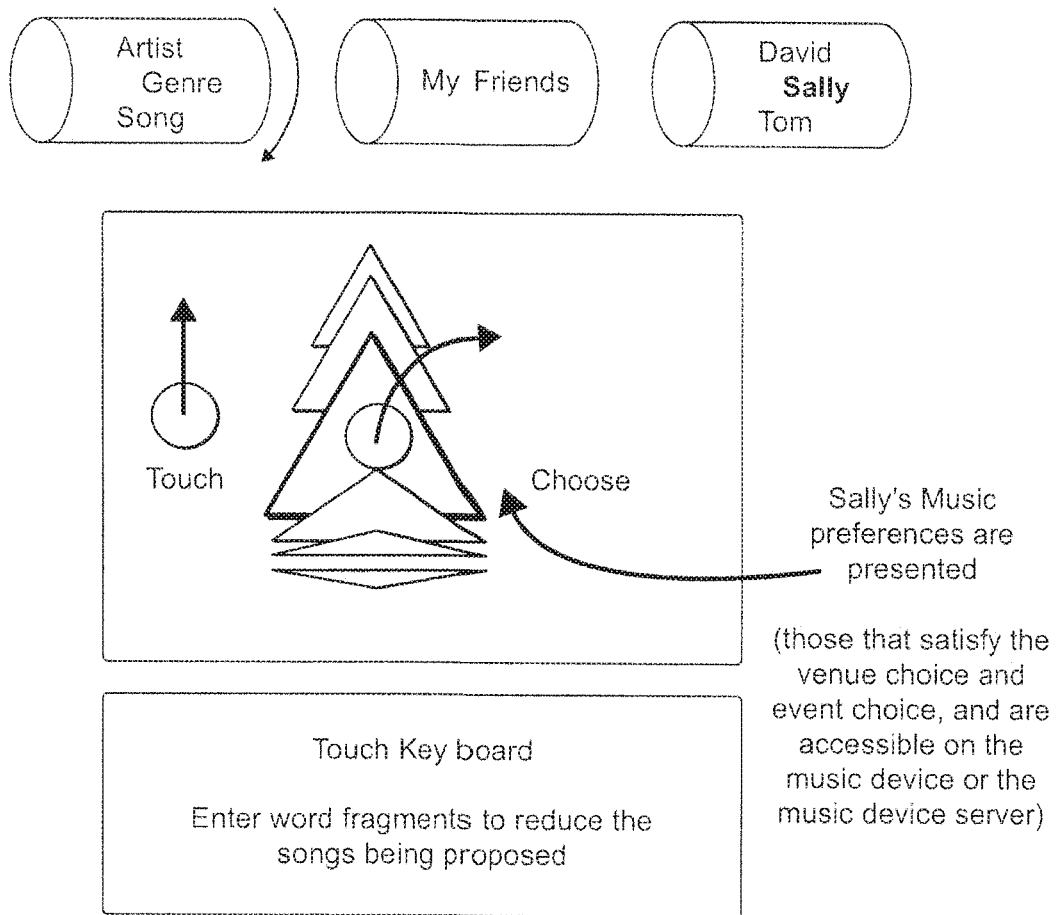 Artist
Genre
Song
My Friends
David
Sally
Tom
Touch
Choose
Sally's Music
preferences are
presented
(those that satisfy the
venue choice and
event choice, and are
accessible on the
music device or the
music device server)
Touch Key board
Enter word fragments to reduce the
songs being proposed